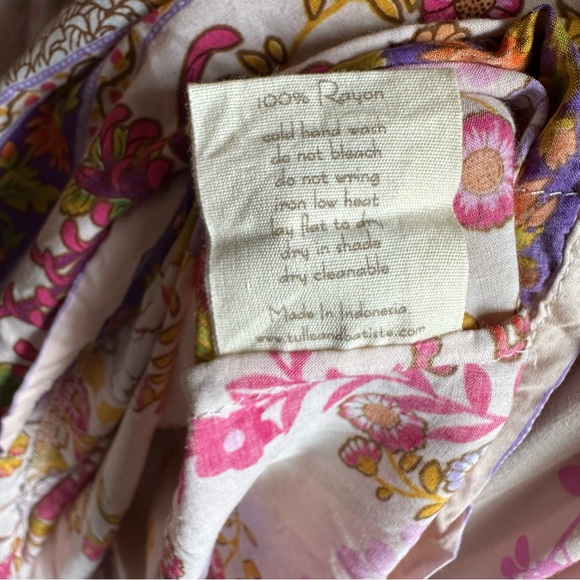 100% Rayon
cold hand wash
do not bleach
do not wring
iron low heat
lay flat to dry
dry in shade
dry cleanable
Made In Indonesia
www.tulleandbatiste.com